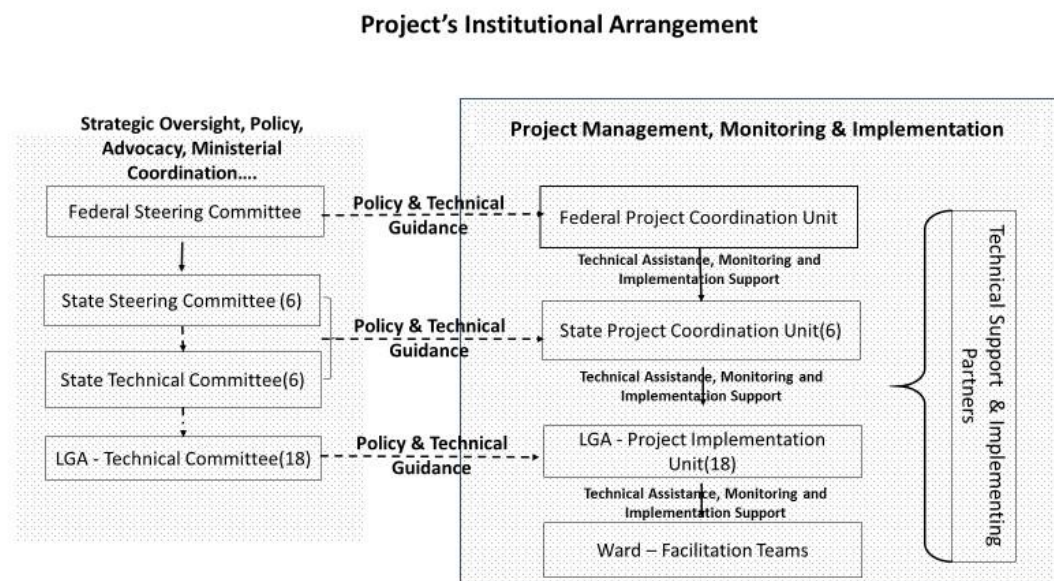 Project's Institutional Arrangement
Strategic Oversight, Policy,
Advocacy, Ministerial
Coordination....
Federal Steering Committee
State Steering Committee (6)
State Technical Committee(6)
LGA - Technical Committee(18)
Policy & Technical
Guidance
Policy & Technical
Guidance
Policy & Technical
Guidance
Project Management, Monitoring & Implementation
Federal Project Coordination Unit
Technical Assistance, Monitoring and
Implementation Support
State Project Coordination Unit(6)
Technical Assistance, Monitoring and
Implementation Support
LGA - Project Implementation
Unit(18)
Technical Assistance, Monitoring and
Implementation Support
Ward – Facilitation Teams
Technical Support & Implementing
Partners